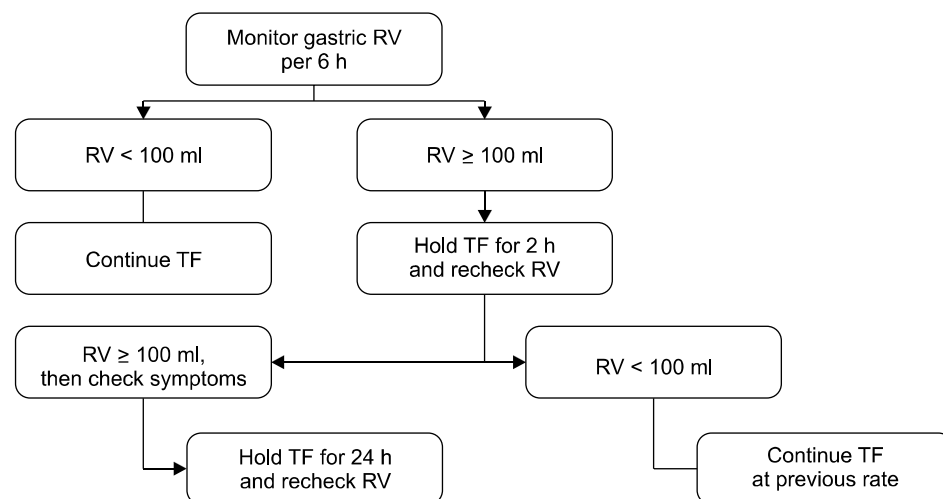 Monitor gastric RV
per 6 h
RV < 100 ml
RV ≥ 100 ml
Continue TF
Hold TF for 2 h
and recheck RV
RV ≥ 100 ml,
then check symptoms
RV < 100 ml
Hold TF for 24 h
and recheck RV
Continue TF
at previous rate